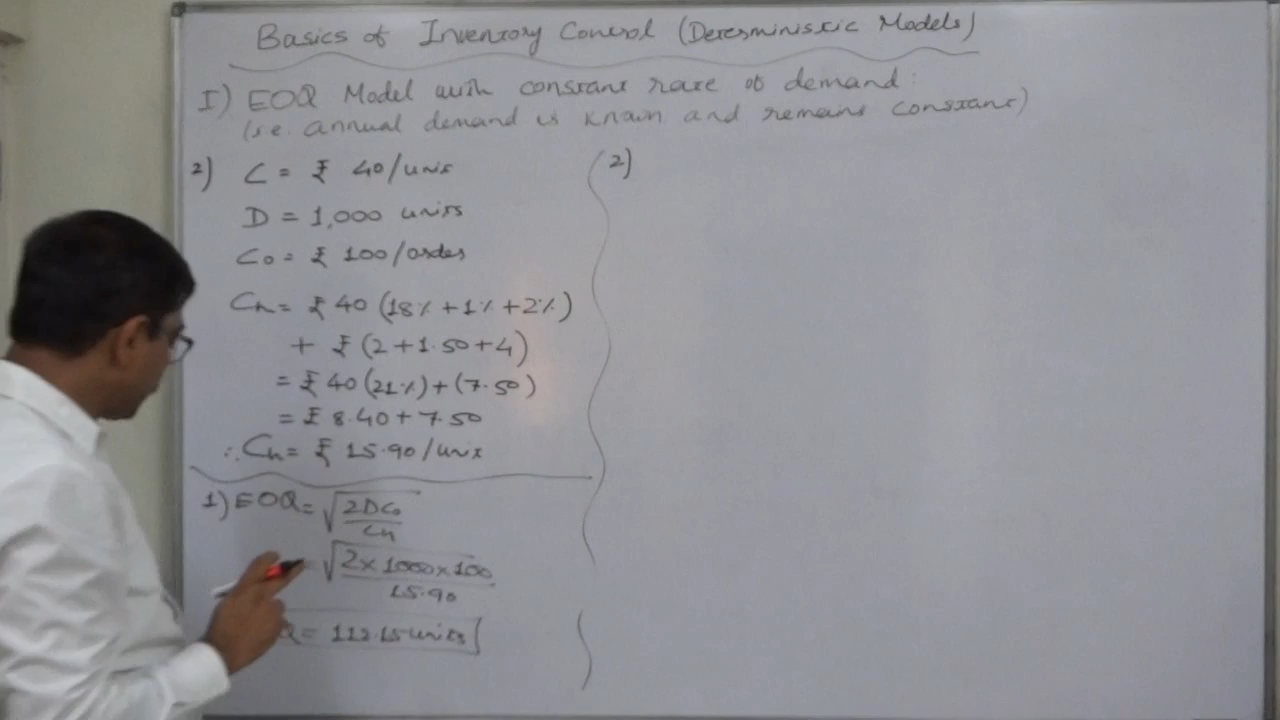 Basics of Inventory Control (Deterministic Models)
I) EOQ Model with constant rate of demand:
(i.e. annual demand is known and remains constant)
2) C = ₹ 40/unit
D = 1,000 units
Co = ₹ 100/order
Ch = ₹ 40 (18% + 1% + 2%)
+ ₹ (2 + 1.50 + 4)
= ₹ 40 (21%) + (7.50)
= ₹ 8.40 + 7.50
∴ Ch = ₹ 15.90/unit
1) EOQ = √2DCo
Ch
√2 x 1000 x 100
15.90
Q = 112.15 units
2)